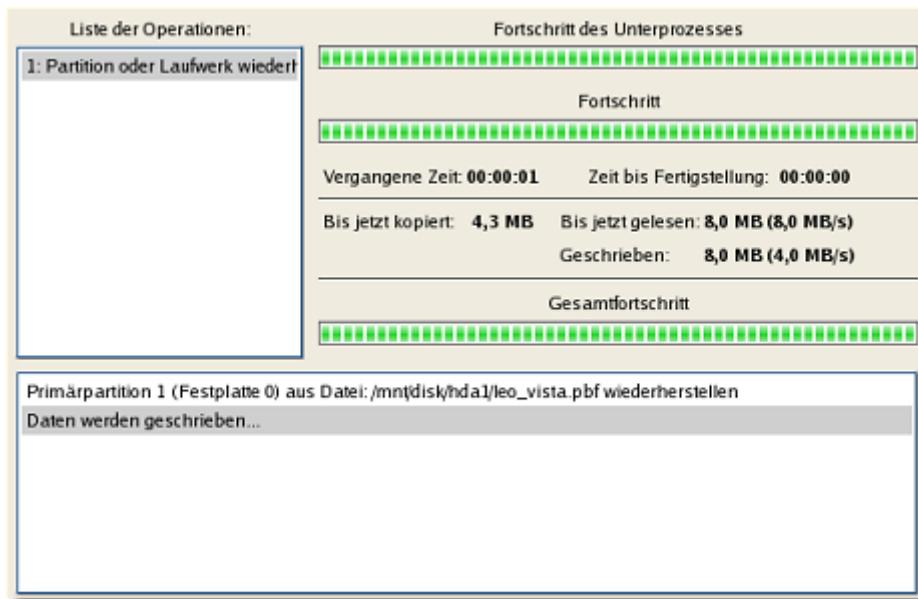 Liste der Operationen:
1: Partition oder Laufwerk wiederh
Fortschritt des Unterprozesses
Fortschritt
Vergangene Zeit: 00:00:01 Zeit bis Fertigstellung: 00:00:00
Bis jetzt kopiert: 4,3 MB Bis jetzt gelesen: 8,0 MB (8,0 MB/s)
Geschrieben: 8,0 MB (4,0 MB/s)
Gesamtfortschritt
Primärpartition 1 (Festplatte 0) aus Datei: /mnt/disk/hda1/leo_vista.pbf wiederherstellen
Daten werden geschrieben...